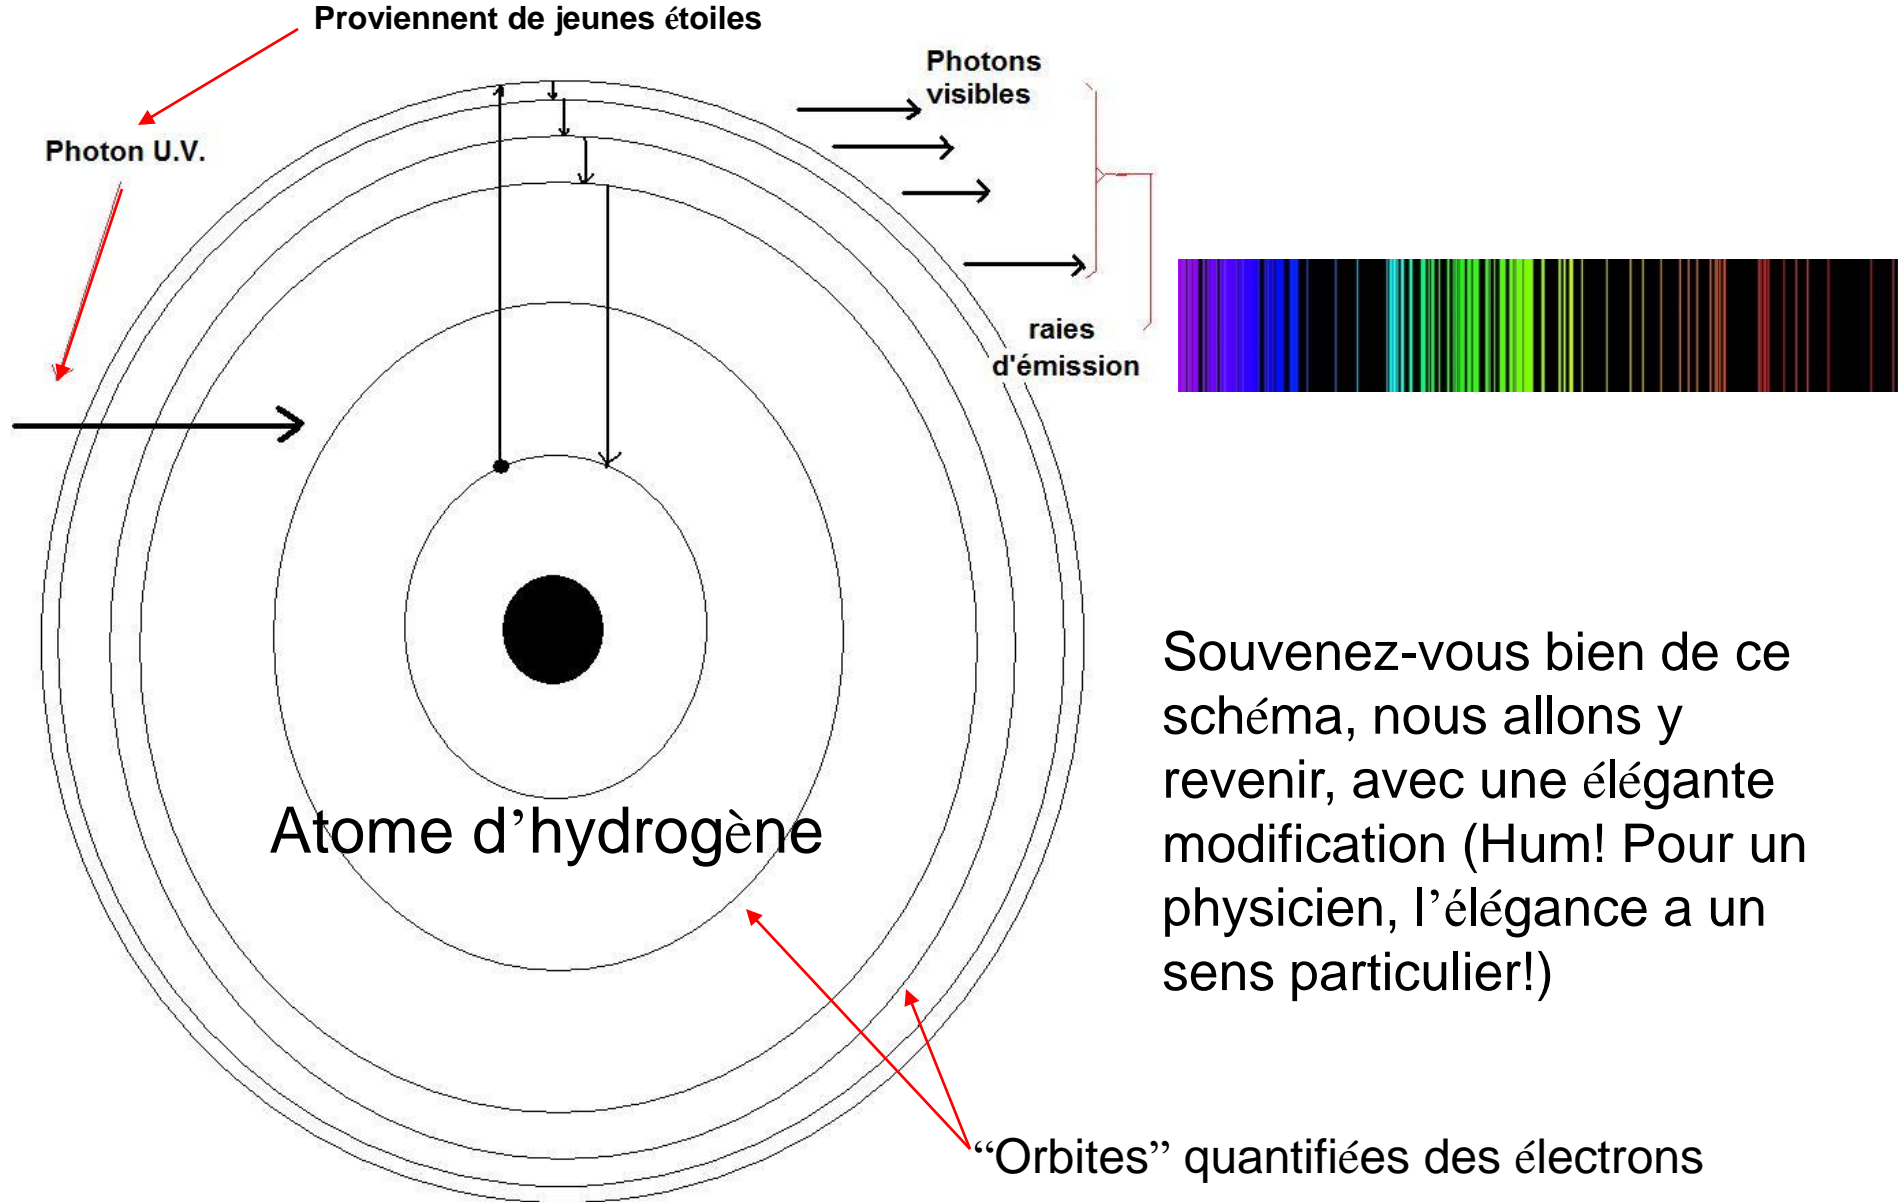 Proviennent de jeunes étoiles
Photons
visibles
Photon U.V.
raies
d'émission
Atome d’hydrogène
Souvenez-vous bien de ce
schéma, nous allons y
revenir, avec une élégante
modification (Hum! Pour un
physicien, l’élégance a un
sens particulier!)
“Orbites” quantifiées des électrons